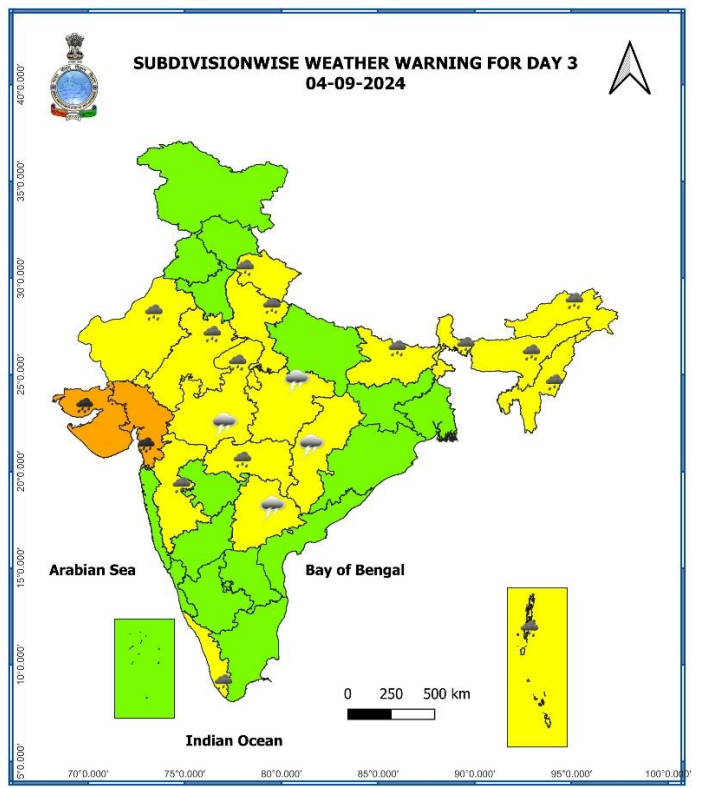 SUBDIVISIONWISE WEATHER WARNING FOR DAY 3
04-09-2024
40°0.000'
35°0.000'
30°0.000'
25°0.000'
20°0.000'
15°0.000'
10°0.000'
5°0.000'
Arabian Sea
Bay of Bengal
0 250 500 km
Indian Ocean
70°0.000' 75°0.000' 80°0.000' 85°0.000' 90°0.000' 95°0.000' 100°0.000'